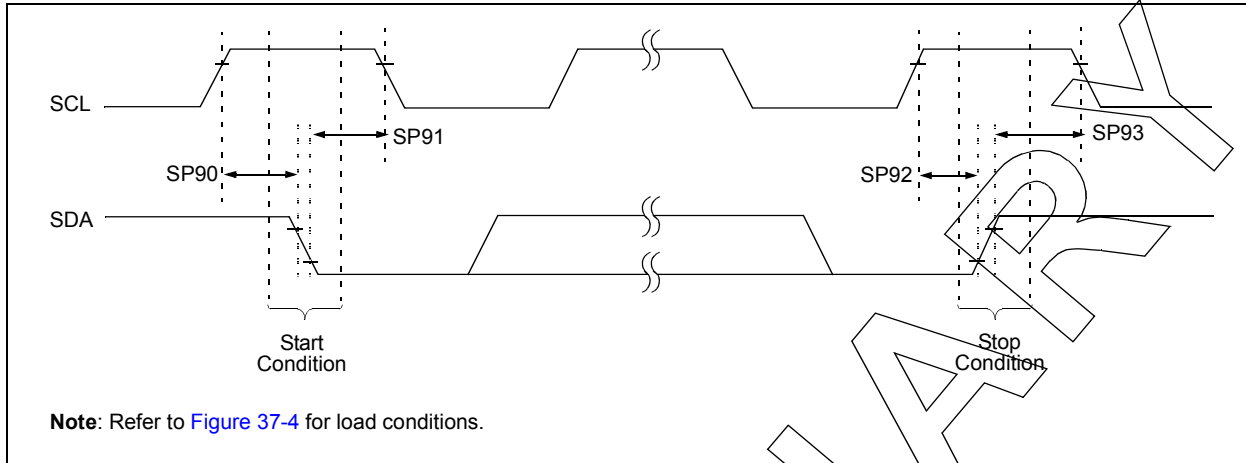 SCL
SP91
SP93
SP90
SP92
SDA
Start
Condition
Stop
Condition
Note: Refer to Figure 37-4 for load conditions.
A R Y